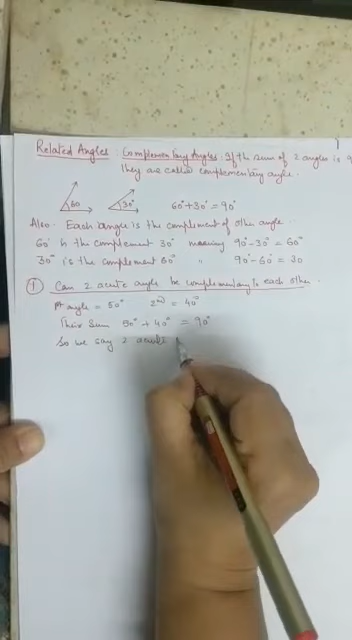 Related Angles : Complementary Angles : If the sum of 2 angles is 9
They are called complementary angle.
60° 30° 60°+30°=90°
Also. Each angle is the complement of other angle.
60° is the complement 30° meaning 90°-30°=60°
30° is the complement 60° " 90°-60°=30
① Can 2 acute angle be complementary to each other.
Ist angle = 50° 2nd = 40°
Their Sum 50°+40° = 90°
So we say 2 acute